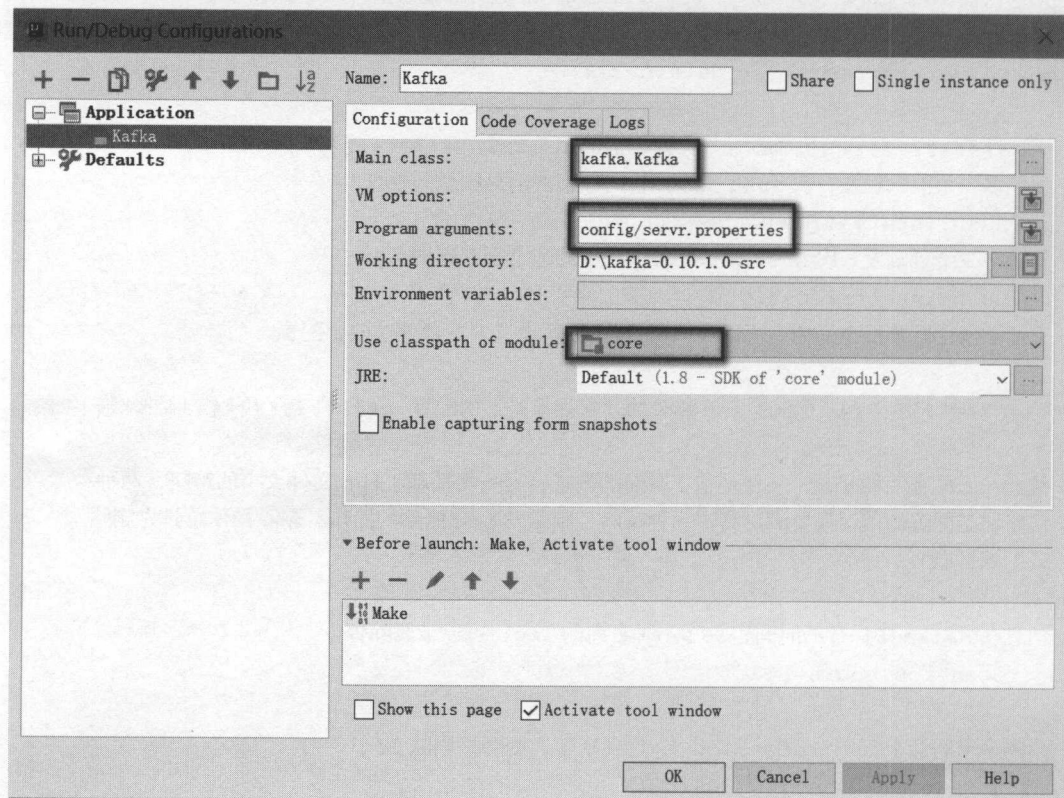 Run/Debug Configurations
Name: Kafka Share Single instance only
Application
Kafka
Defaults
Configuration Code Coverage Logs
Main class: kafka.Kafka
VM options:
Program arguments: config/servr.properties
Working directory: D:\kafka-0.10.1.0-src
Environment variables:
Use classpath of module: core
JRE: Default (1.8 - SDK of 'core' module)
Enable capturing form snapshots
Before launch: Make, Activate tool window
Make
Show this page Activate tool window
OK Cancel Apply Help